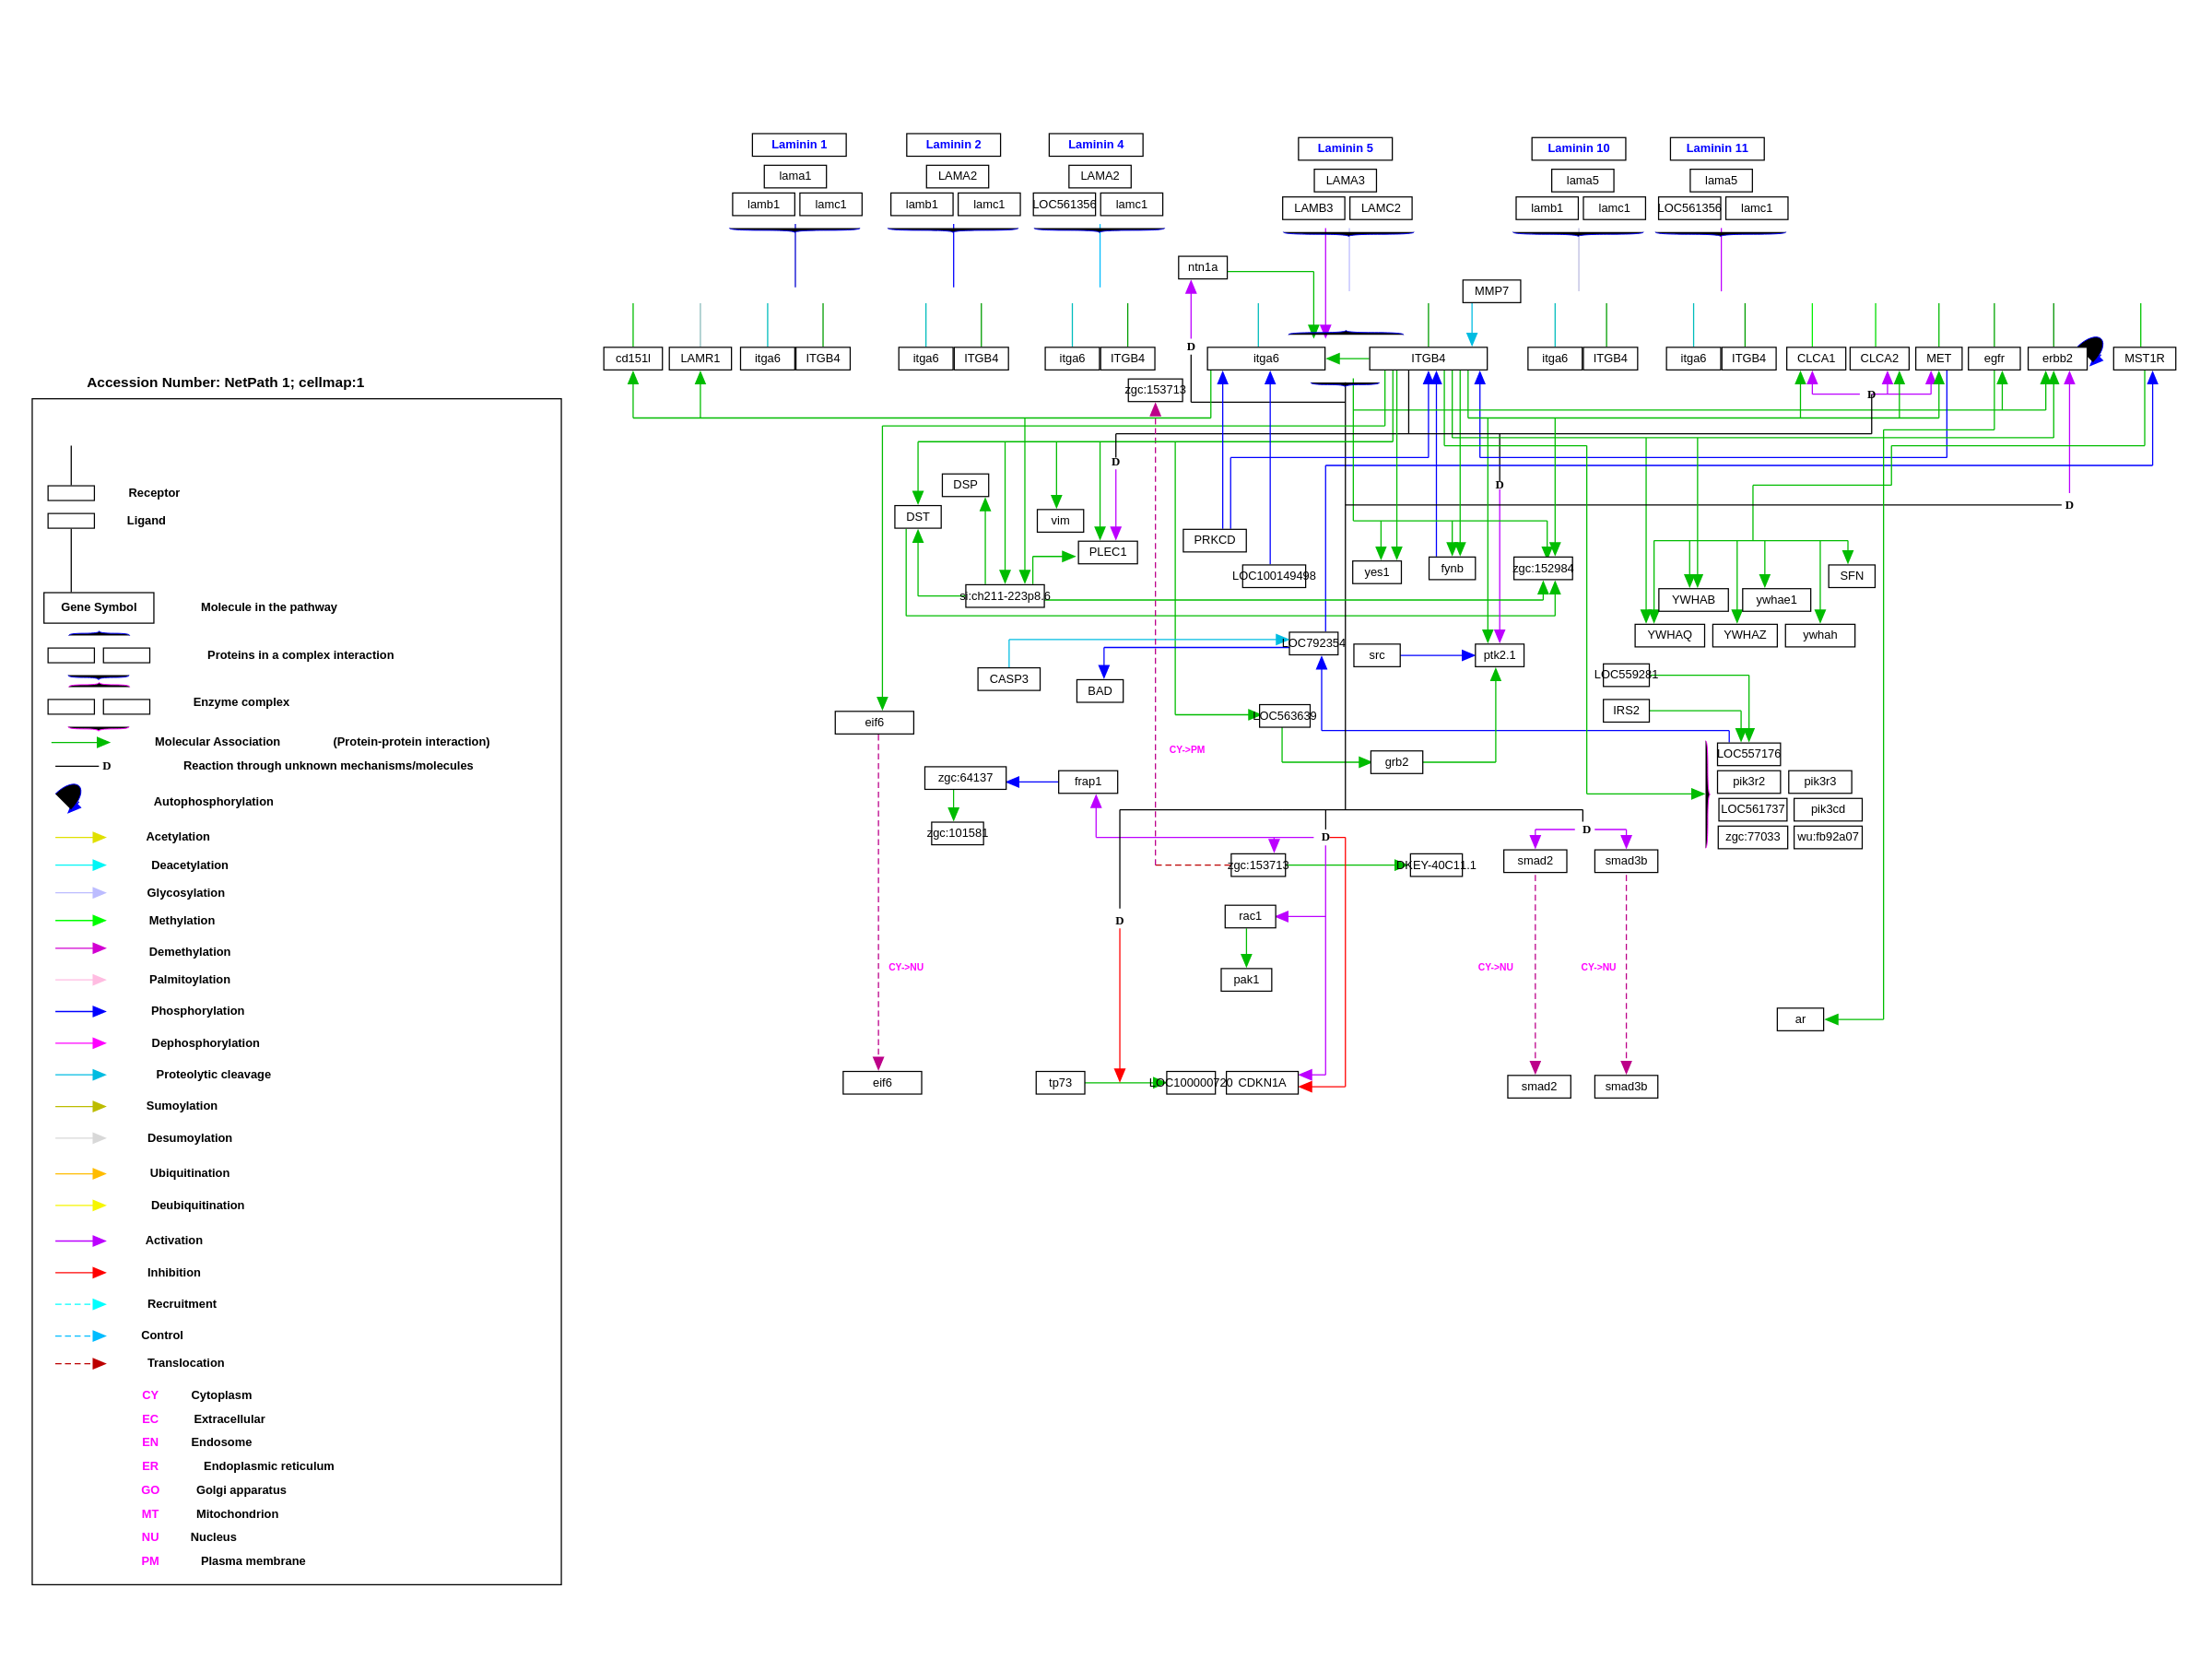 Laminin 1
Laminin 2
Laminin 4
Laminin 5
Laminin 10
Laminin 11
lama1
LAMA2
LAMA2
LAMA3
lama5
lama5
lamb1
lamc1
lamb1
lamc1
LOC561356
lamc1
LAMB3
LAMC2
lamb1
lamc1
LOC561356
lamc1
ntn1a
MMP7
D
cd151l
LAMR1
itga6
ITGB4
itga6
ITGB4
itga6
ITGB4
itga6
ITGB4
itga6
ITGB4
itga6
ITGB4
CLCA1
CLCA2
MET
egfr
erbb2
MST1R
zgc:153713
D
D
DSP
D
D
DST
vim
PRKCD
PLEC1
LOC100149498
yes1
fynb
zgc:152984
SFN
si:ch211-223p8.6
YWHAB
ywhae1
YWHAQ
YWHAZ
ywhah
LOC792354
src
ptk2.1
CASP3
BAD
LOC559281
IRS2
eif6
LOC563639
CY->PM
grb2
LOC557176
zgc:64137
frap1
pik3r2
pik3r3
LOC561737
pik3cd
zgc:101581
D
D
zgc:77033
wu:fb92a07
zgc:153713
DKEY-40C11.1
smad2
smad3b
rac1
D
CY->NU
pak1
CY->NU
CY->NU
ar
eif6
tp73
LOC100000720
CDKN1A
smad2
smad3b
Accession Number: NetPath 1; cellmap:1
Receptor
Ligand
Gene Symbol
Molecule in the pathway
Proteins in a complex interaction
Enzyme complex
Molecular Association (Protein-protein interaction)
D Reaction through unknown mechanisms/molecules
Autophosphorylation
Acetylation
Deacetylation
Glycosylation
Methylation
Demethylation
Palmitoylation
Phosphorylation
Dephosphorylation
Proteolytic cleavage
Sumoylation
Desumoylation
Ubiquitination
Deubiquitination
Activation
Inhibition
Recruitment
Control
Translocation
CY Cytoplasm
EC Extracellular
EN Endosome
ER Endoplasmic reticulum
GO Golgi apparatus
MT Mitochondrion
NU Nucleus
PM Plasma membrane